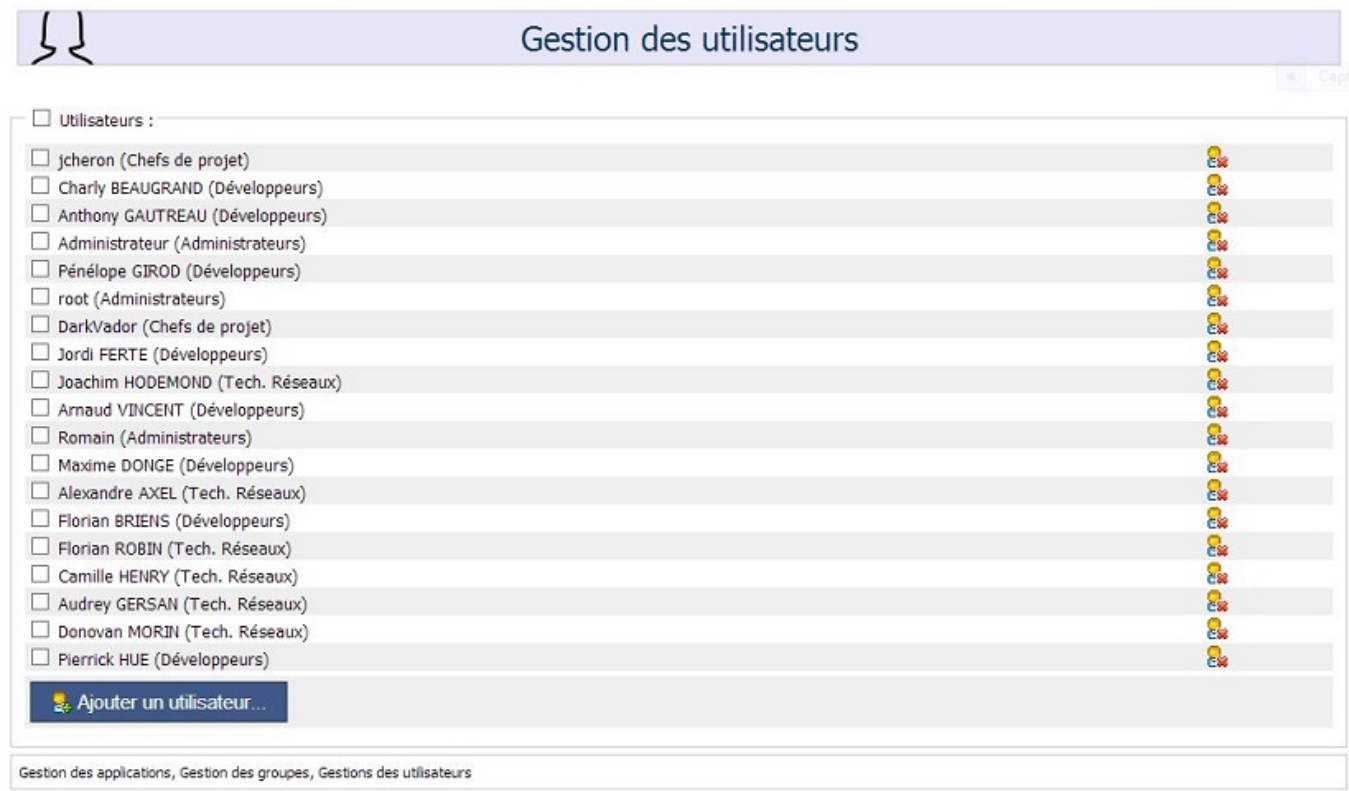 Gestion des utilisateurs
Utilisateurs :
jcheron (Chefs de projet)
Charly BEAUGRAND (Développeurs)
Anthony GAUTREAU (Développeurs)
Administrateur (Administrateurs)
Pénélope GIROD (Développeurs)
root (Administrateurs)
DarkVador (Chefs de projet)
Jordi FERTE (Développeurs)
Joachim HODEMOND (Tech. Réseaux)
Arnaud VINCENT (Développeurs)
Romain (Administrateurs)
Maxime DONGE (Développeurs)
Alexandre AXEL (Tech. Réseaux)
Florian BRIENS (Développeurs)
Florian ROBIN (Tech. Réseaux)
Camille HENRY (Tech. Réseaux)
Audrey GERSAN (Tech. Réseaux)
Donovan MORIN (Tech. Réseaux)
Pierrick HUE (Développeurs)
Ajouter un utilisateur...
Gestion des applications, Gestion des groupes, Gestions des utilisateurs